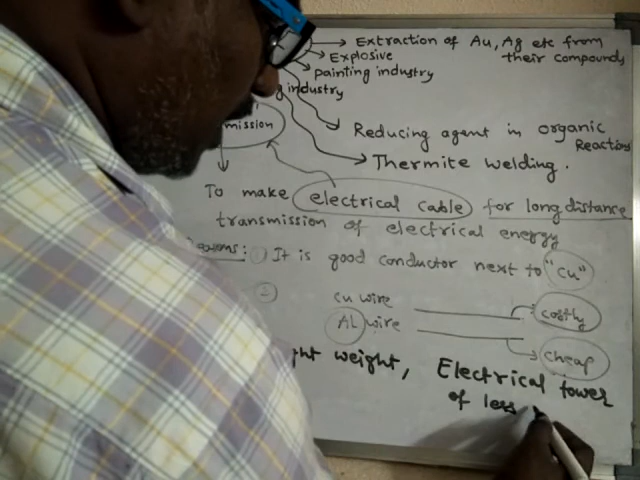 → Extraction of Au, Ag etc from
their compounds
→ Explosive
→ Painting industry
industry
mission
→ Reducing agent in organic
Reactions
→ Thermite welding.
To make electrical cable for long distance
transmission of electrical energy
① It is good conductor next to "Cu"
②
Cu wire
costly
AL wire
cheap
ght weight, Electrical tower
of less